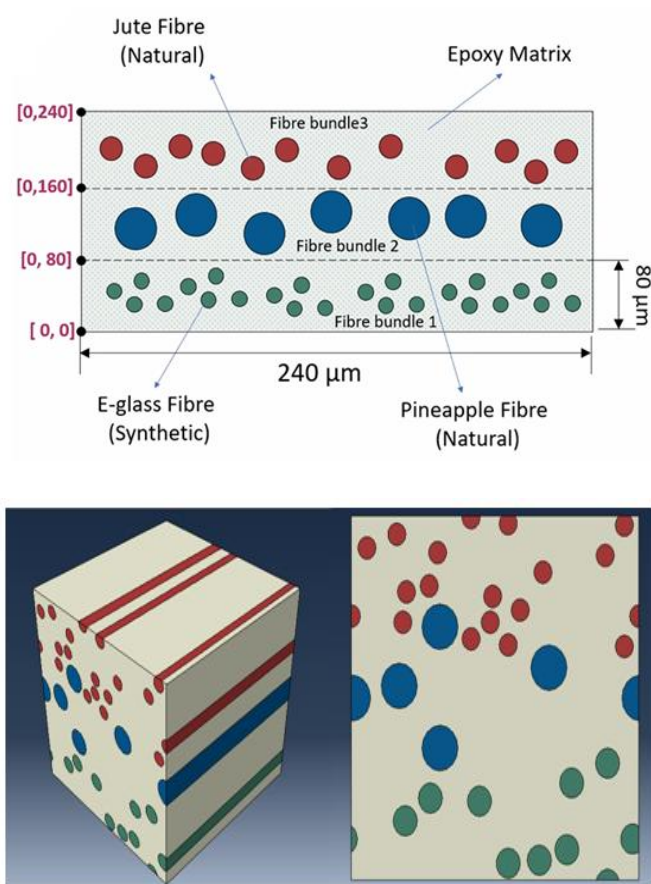 Jute Fibre
(Natural)
Epoxy Matrix
[0,240]
Fibre bundle3
[0,160]
Fibre bundle 2
[0, 80]
80 μm
Fibre bundle 1
[ 0,0]
240 μm
E-glass Fibre
(Synthetic)
Pineapple Fibre
(Natural)